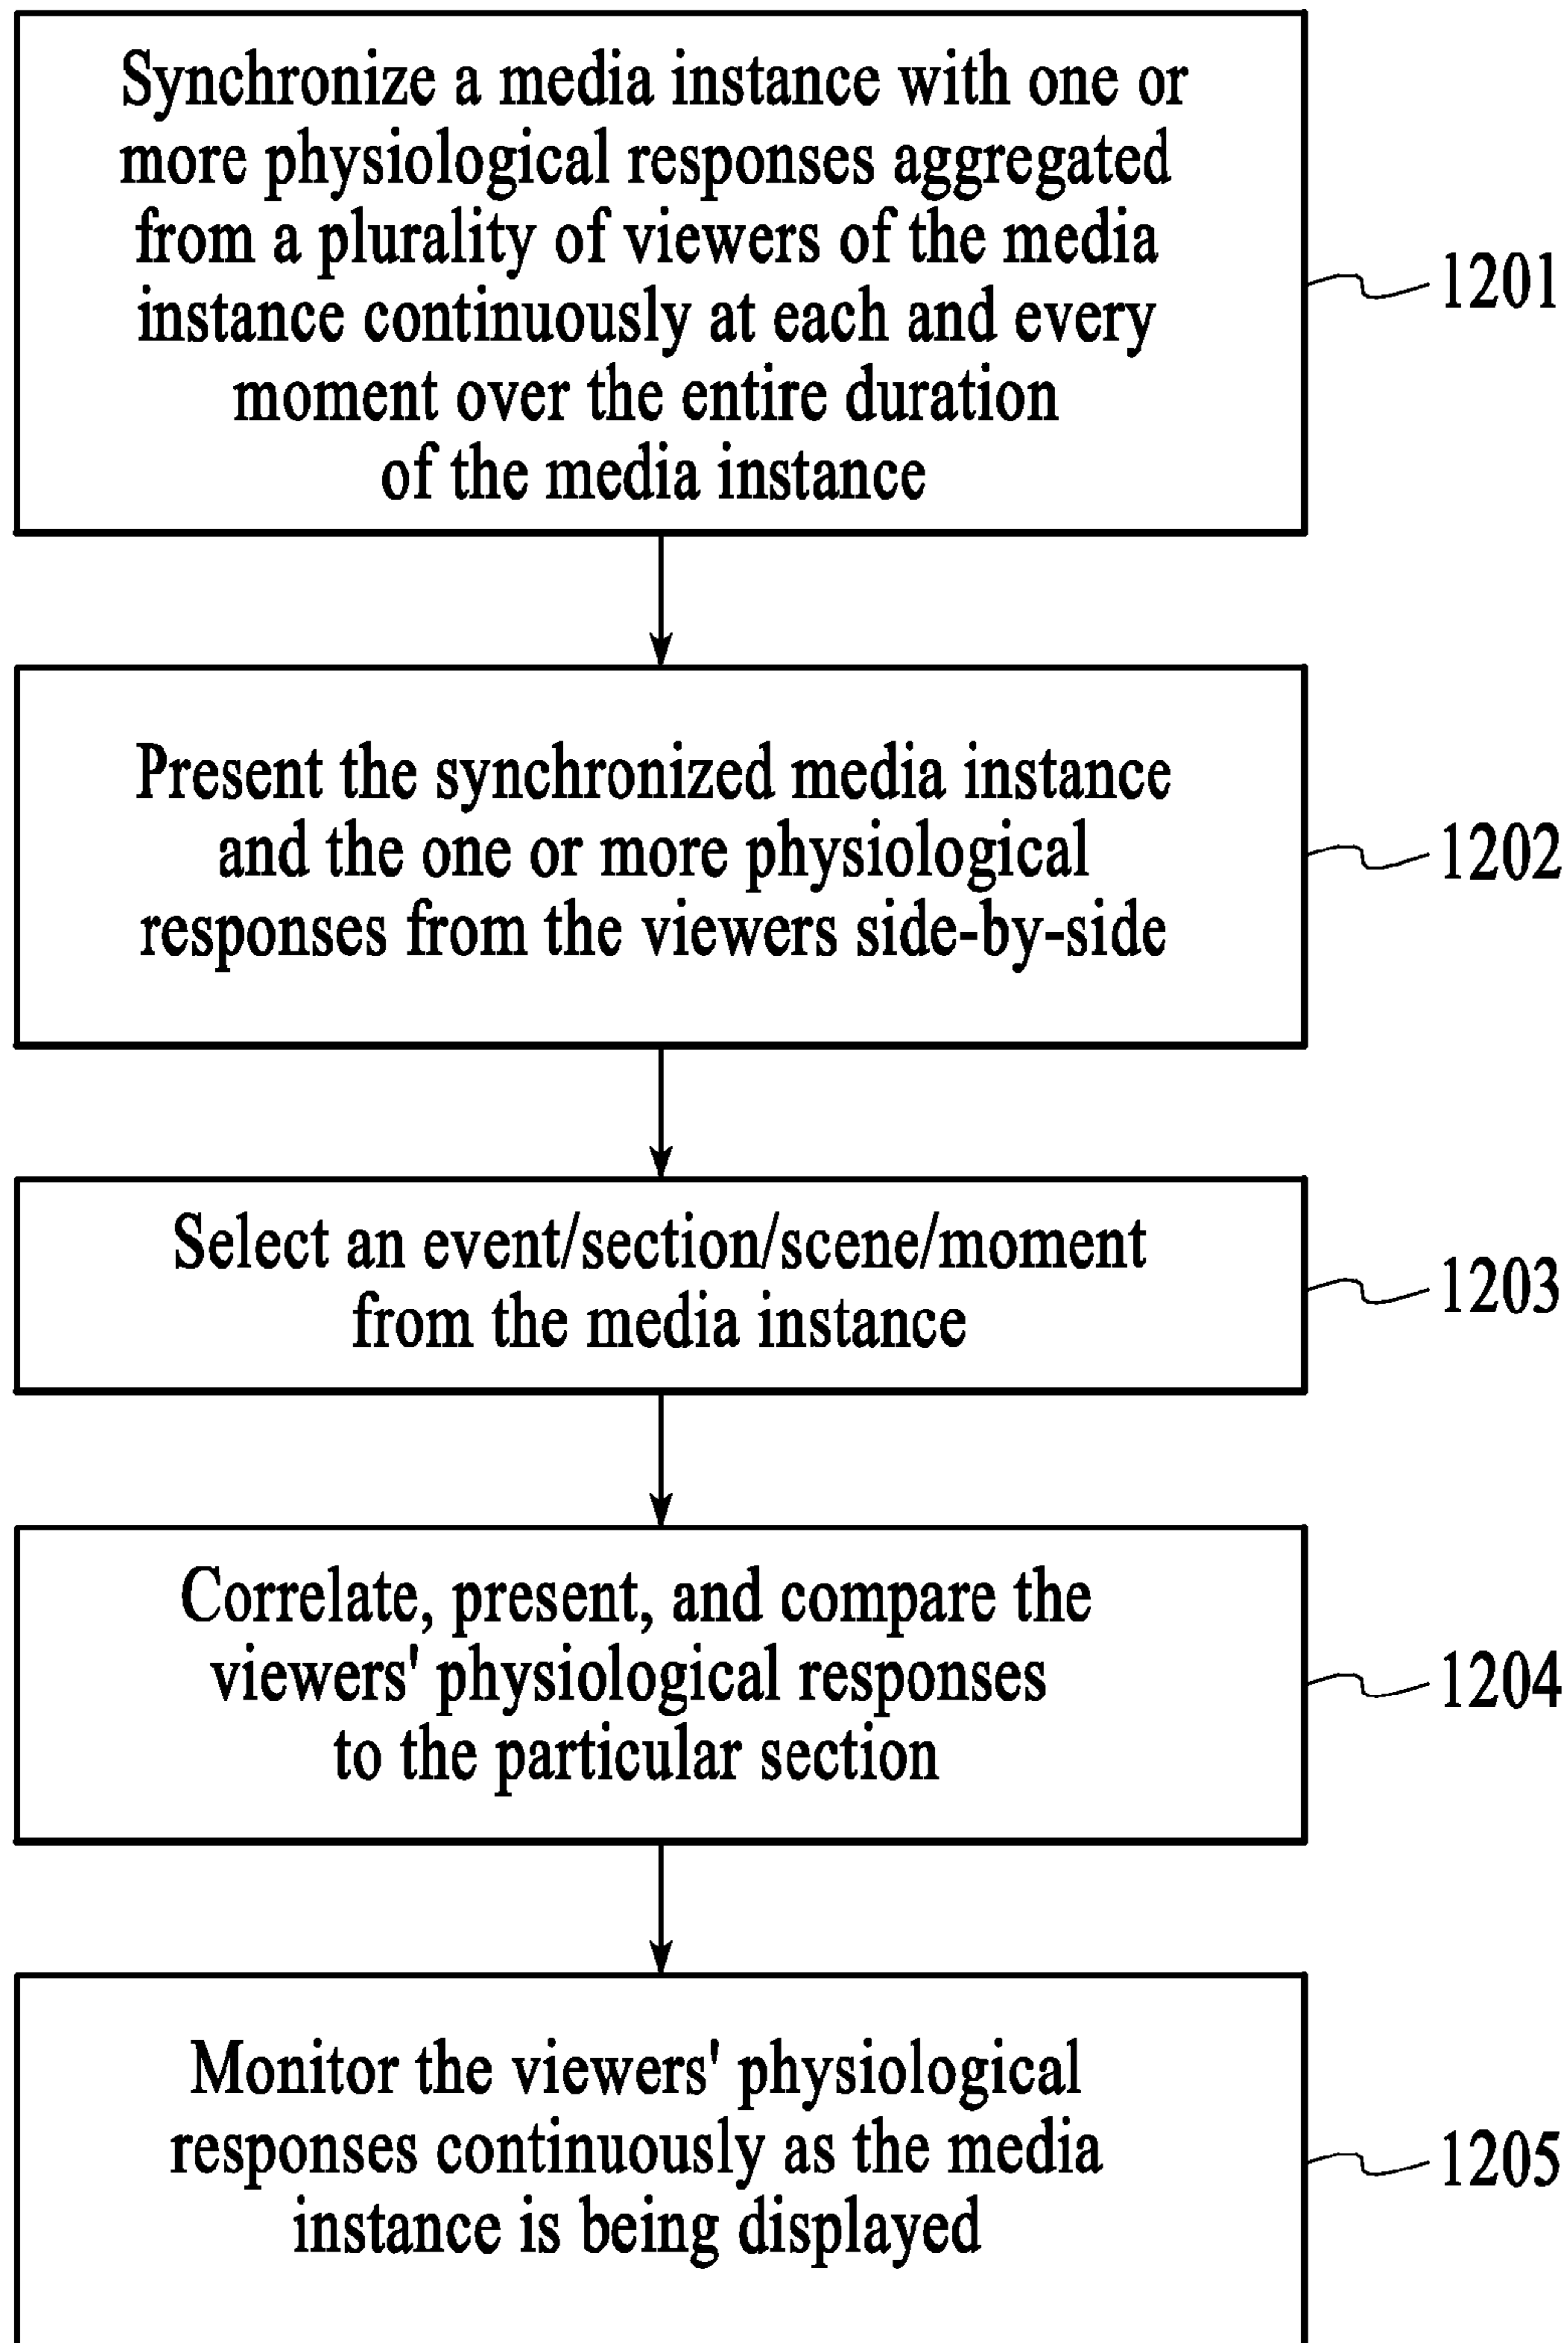 Synchronize a media instance with one or
more physiological responses aggregated
from a plurality of viewers of the media
instance continuously at each and every
moment over the entire duration
of the media instance
1201
Present the synchronized media instance
and the one or more physiological
responses from the viewers side-by-side
1202
Select an event/section/scene/moment
from the media instance
1203
Correlate, present, and compare the
viewers' physiological responses
to the particular section
1204
Monitor the viewers' physiological
responses continuously as the media
instance is being displayed
1205